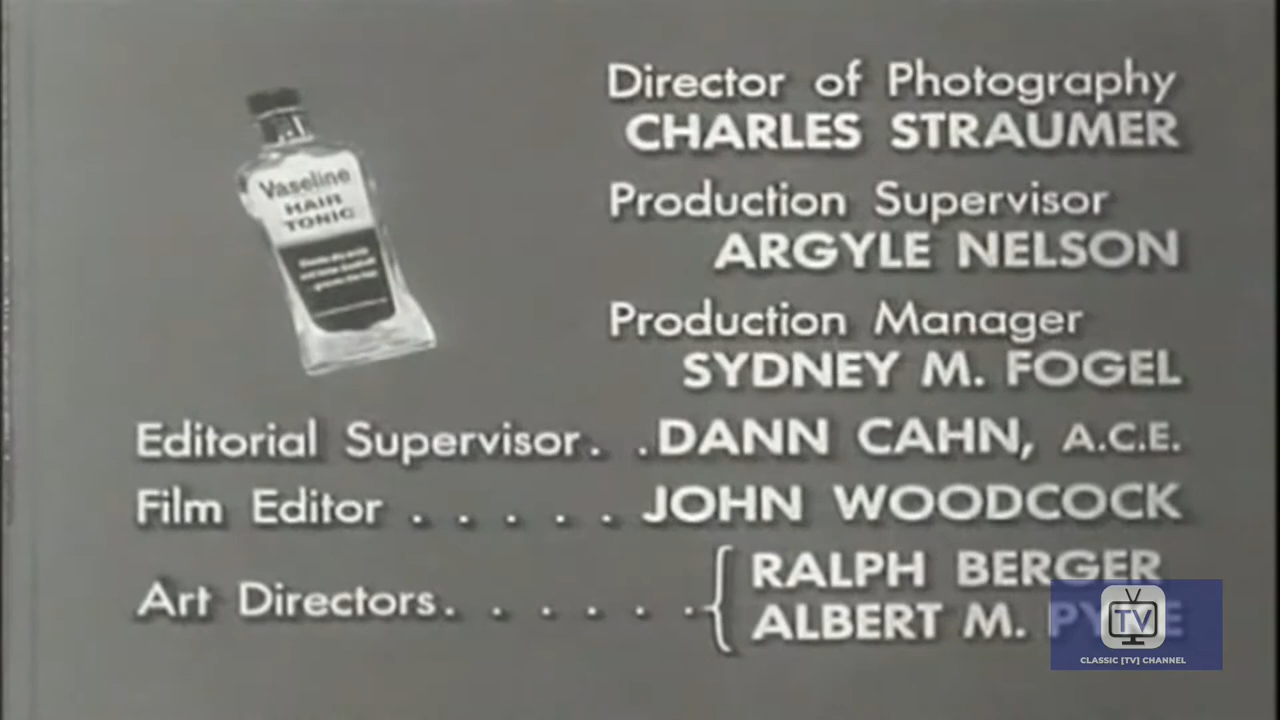 Director of Photography
CHARLES STRAUMER
Production Supervisor
ARGYLE NELSON
Production Manager
SYDNEY M. FOGEL
Vaseline
HAIR
TONIC
Editorial Supervisor. . .DANN CAHN, A.C.E.
Film Editor . . . . . JOHN WOODCOCK
Art Directors. . . . . . .
RALPH BERGER
ALBERT M.
TV
CLASSIC [TV] CHANNEL